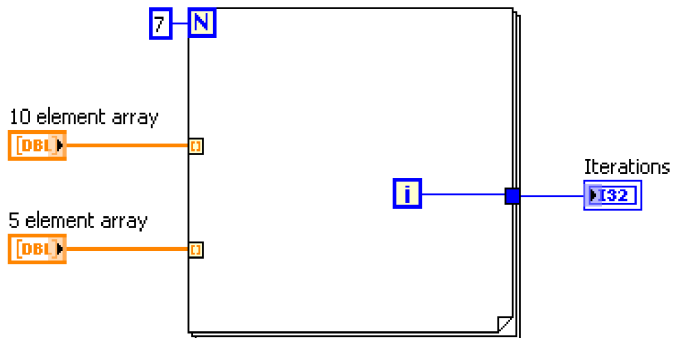 7 N
10 element array
[DBL]
i
Iterations
I32
5 element array
[DBL]